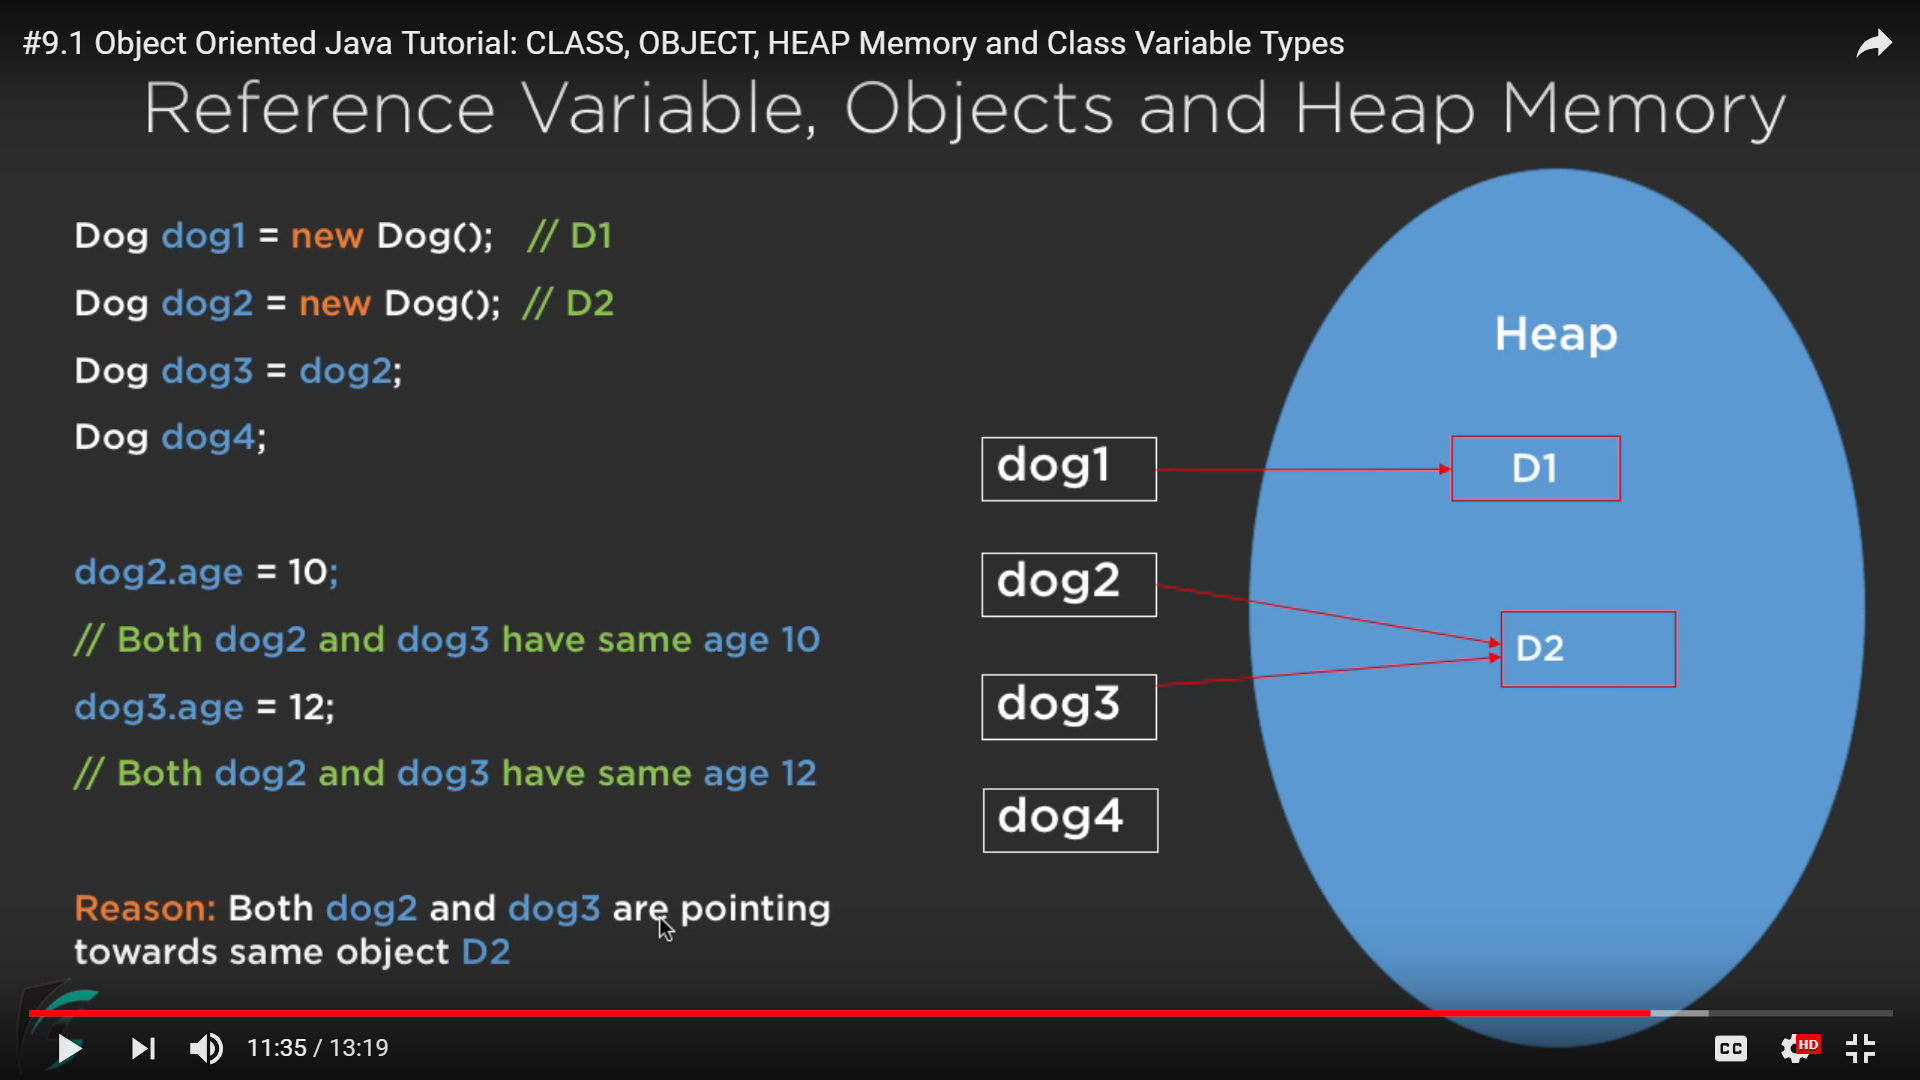 #9.1 Object Oriented Java Tutorial: CLASS, OBJECT, HEAP Memory and Class Variable Types
Reference Variable, Objects and Heap Memory
Dog dog1 = new Dog(); // D1
Dog dog2 = new Dog(); // D2
Dog dog3 = dog2;
Dog dog4;
dog2.age = 10;
// Both dog2 and dog3 have same age 10
dog3.age = 12;
// Both dog2 and dog3 have same age 12
Reason: Both dog2 and dog3 are pointing
towards same object D2
Heap
dog1
D1
dog2
D2
dog3
dog4
11:35 / 13:19
CC
HD